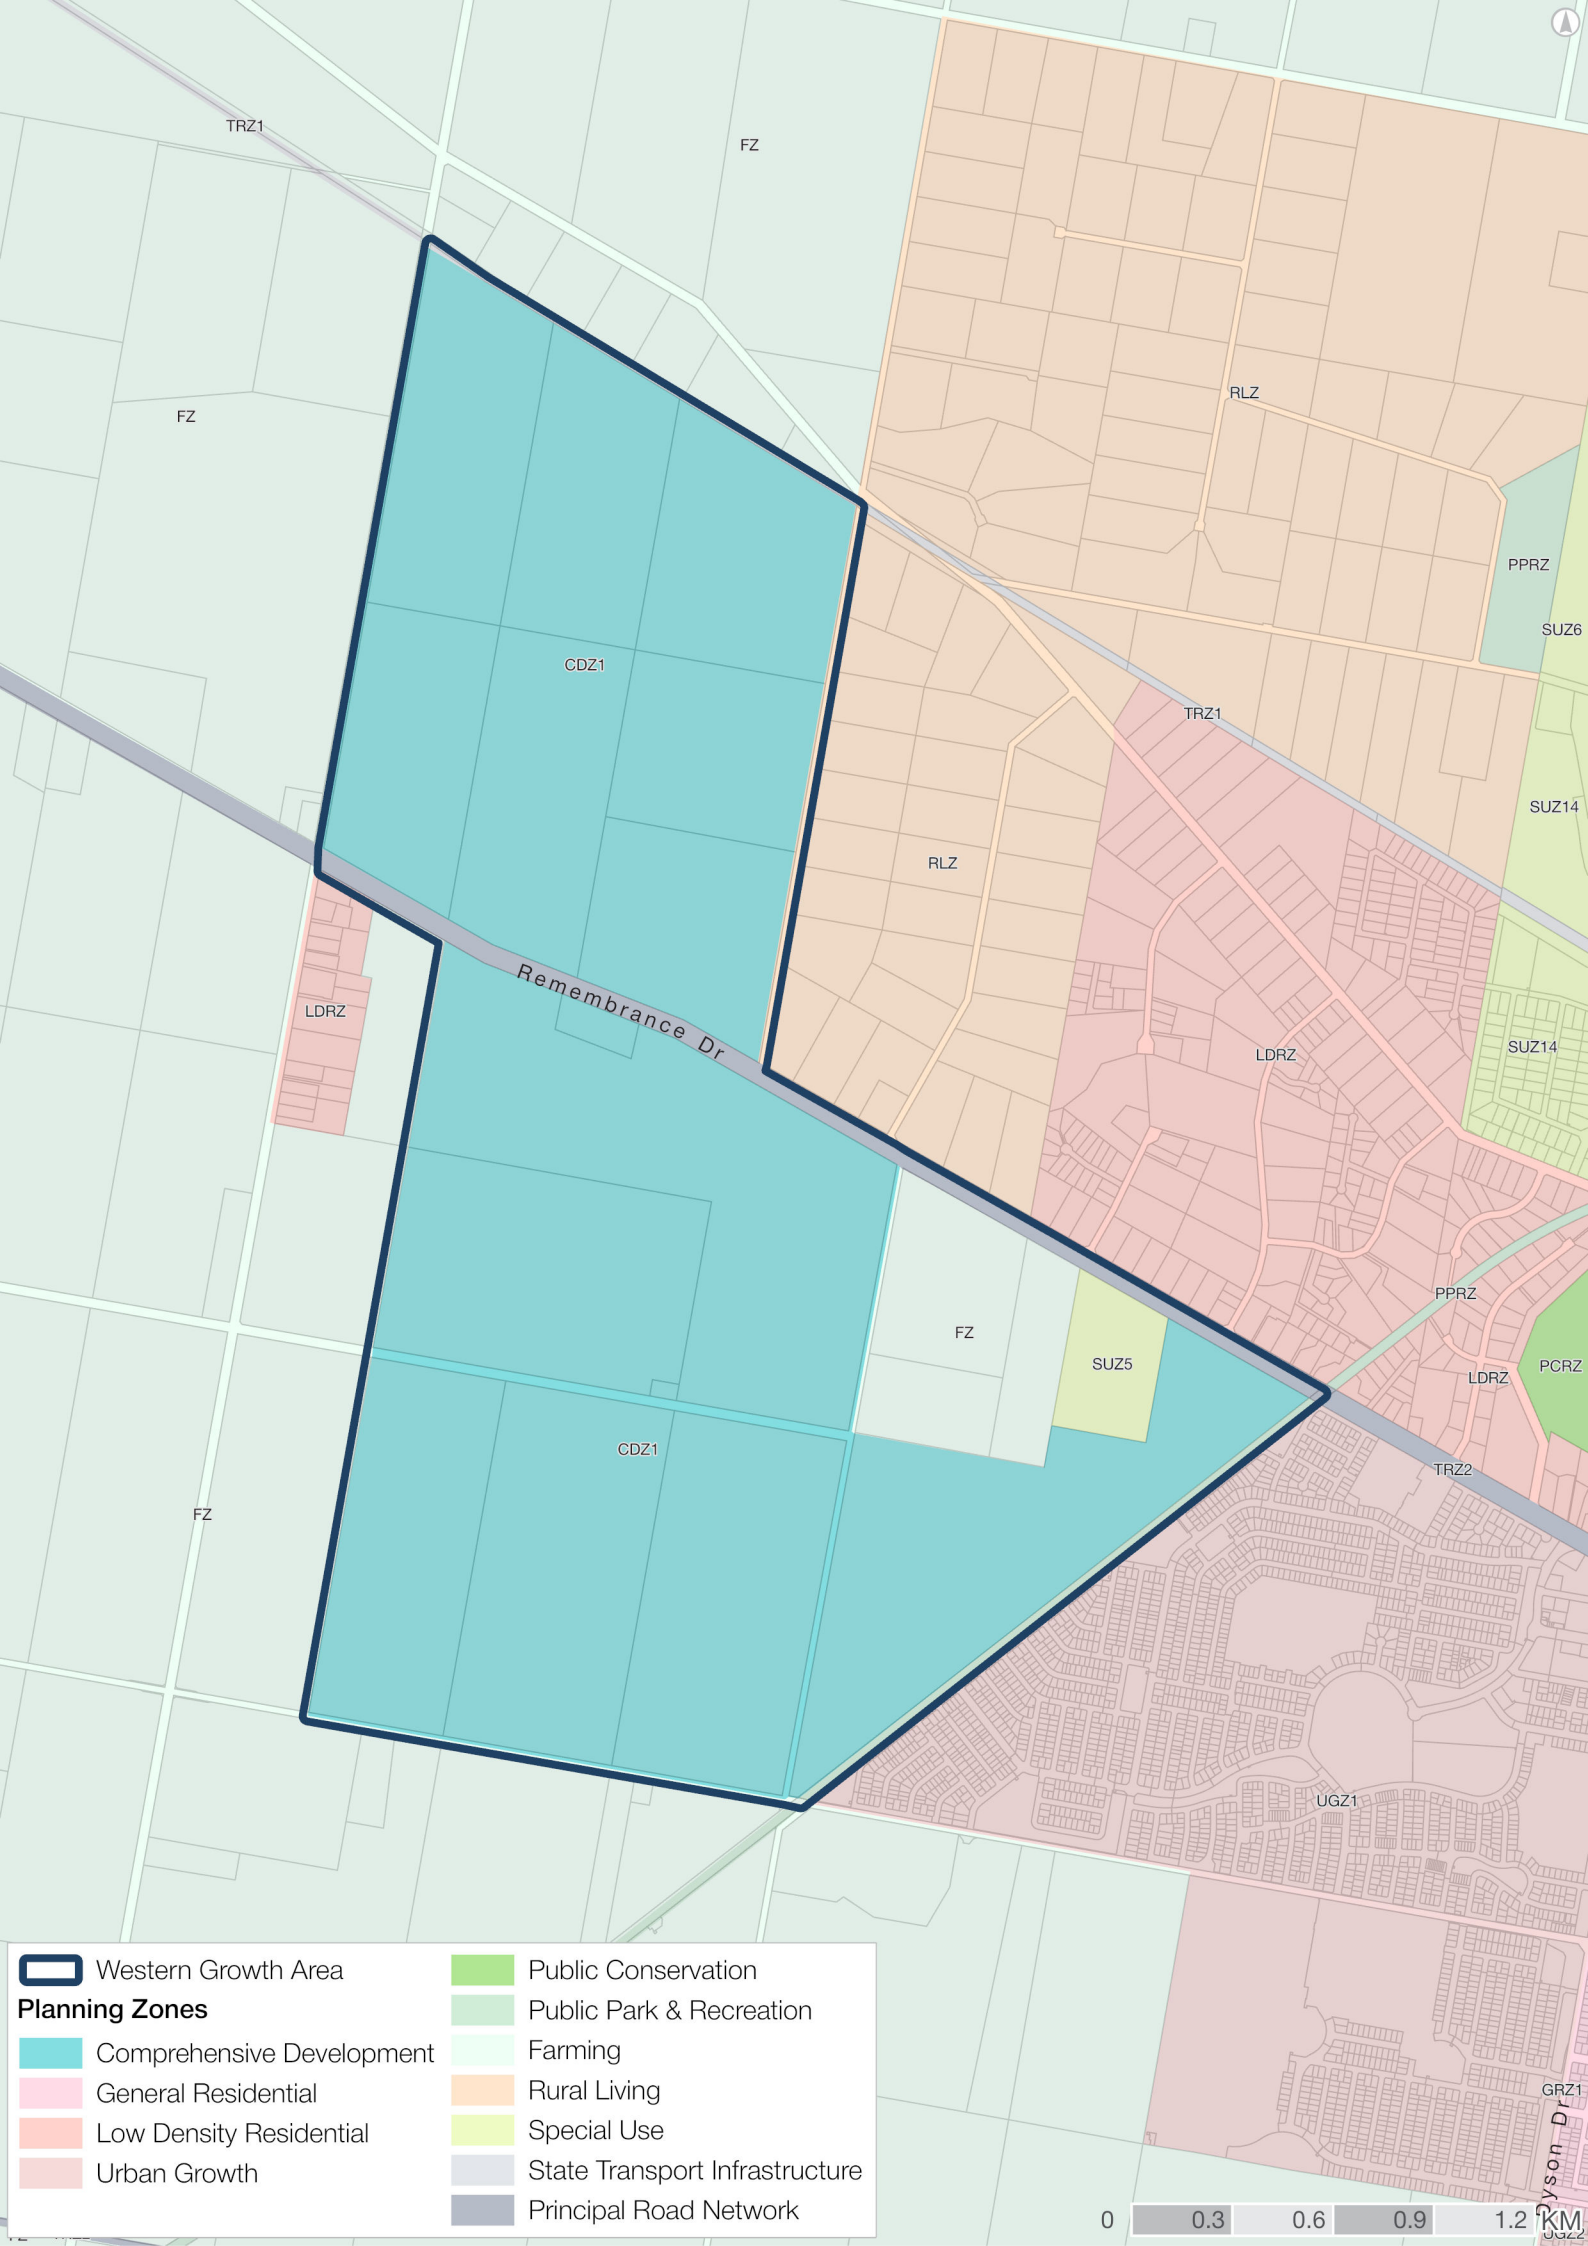 TRZ1
FZ
FZ
RLZ
PPRZ
SUZ6
CDZ1
TRZ1
SUZ14
RLZ
Remembrance Dr
LDRZ
SUZ14
LDRZ
PPRZ
FZ
SUZ5
PCRZ
LDRZ
CDZ1
TRZ2
FZ
UGZ1
Western Growth Area
Planning Zones
Comprehensive Development
General Residential
Low Density Residential
Urban Growth
Public Conservation
Public Park & Recreation
Farming
Rural Living
Special Use
State Transport Infrastructure
Principal Road Network
GRZ1
Dyson Dr
0 0.3 0.6 0.9 1.2 KM
UGZ2